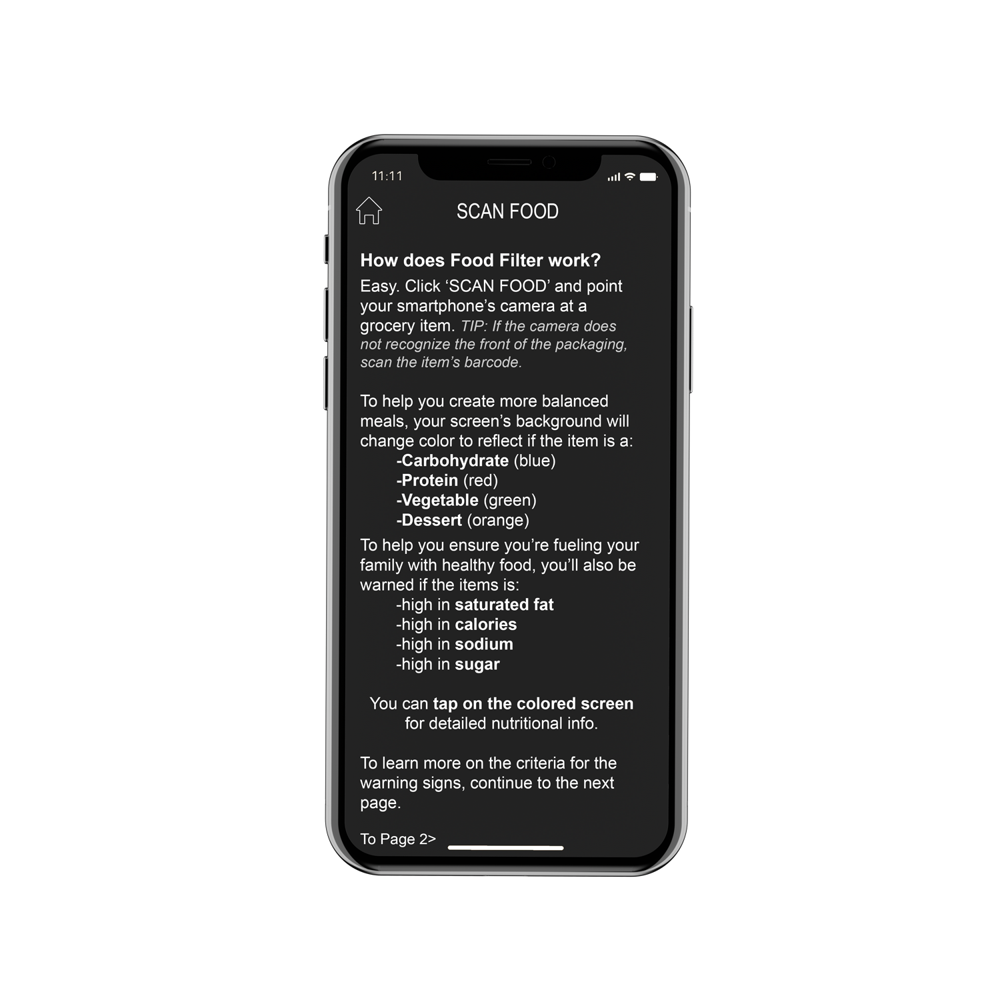 11:11
SCAN FOOD
How does Food Filter work?
Easy. Click ‘SCAN FOOD’ and point
your smartphone’s camera at a
grocery item. TIP: If the camera does
not recognize the front of the packaging,
scan the item’s barcode.
To help you create more balanced
meals, your screen’s background will
change color to reflect if the item is a:
-Carbohydrate (blue)
-Protein (red)
-Vegetable (green)
-Dessert (orange)
To help you ensure you’re fueling your
family with healthy food, you’ll also be
warned if the items is:
-high in saturated fat
-high in calories
-high in sodium
-high in sugar
You can tap on the colored screen
for detailed nutritional info.
To learn more on the criteria for the
warning signs, continue to the next
page.
To Page 2>